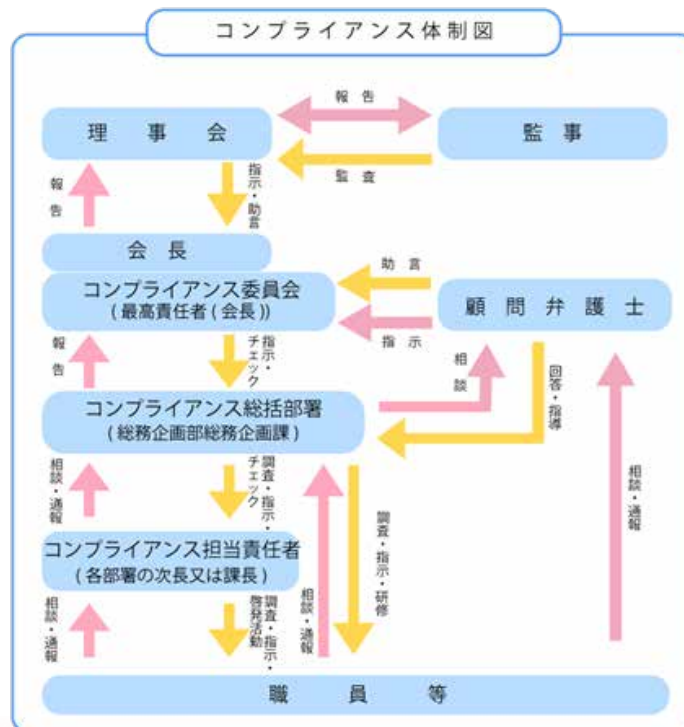 コンプライアンス体制図
報告
理事会
監事
監査
報告
指示・助言
会長
コンプライアンス委員会
(最高責任者(会長))
助言
顧問弁護士
指示
報告
指示・
チェック
相談
回答・指導
コンプライアンス総括部署
(総務企画部総務企画課)
相談・通報
調査・指示・
チェック
相談・通報
コンプライアンス担当責任者
(各部署の次長又は課長)
調査・指示・研修
相談・通報
調査・指示・
啓発活動
相談・通報
職員等